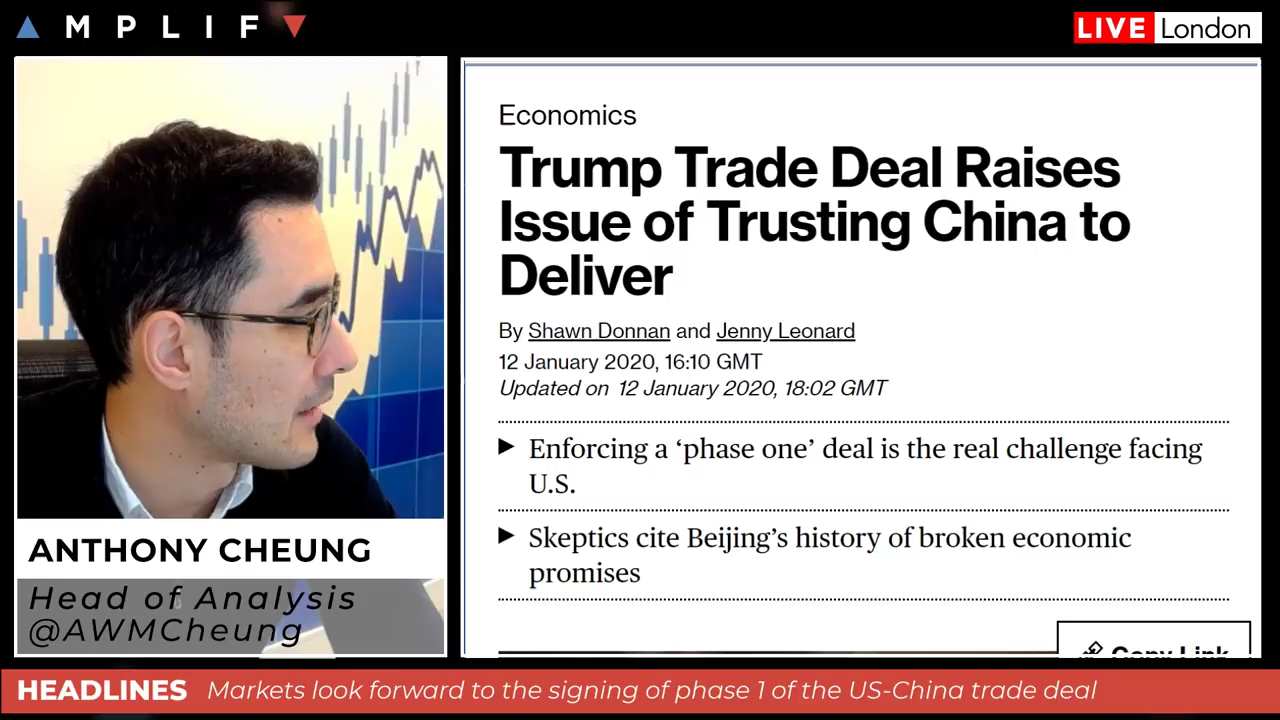 ▲ M P L I F ▼
LIVE London
Economics
Trump Trade Deal Raises
Issue of Trusting China to
Deliver
By Shawn Donnan and Jenny Leonard
12 January 2020, 16:10 GMT
Updated on 12 January 2020, 18:02 GMT
▶ Enforcing a ‘phase one’ deal is the real challenge facing
U.S.
▶ Skeptics cite Beijing’s history of broken economic
promises
Copy Link
ANTHONY CHEUNG
Head of Analysis
@AWMCheung
HEADLINES Markets look forward to the signing of phase 1 of the US-China trade deal